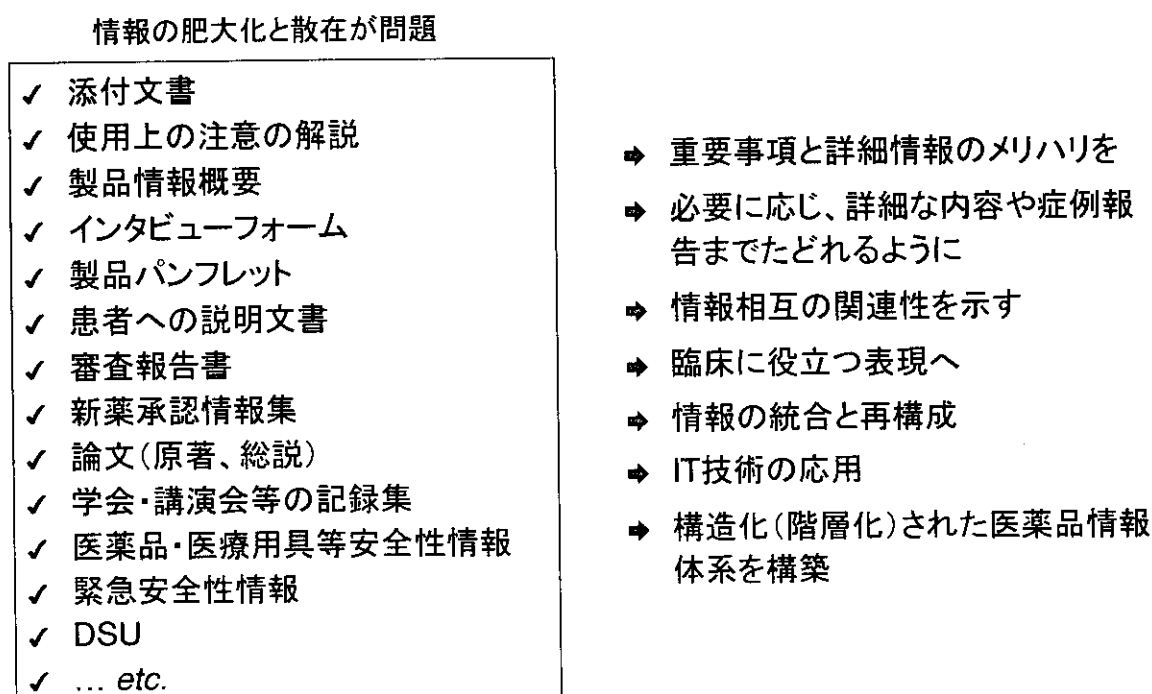 情報の肥大化と散在が問題
✓ 添付文書
✓ 使用上の注意の解説
✓ 製品情報概要
✓ インタビューフォーム
✓ 製品パンフレット
✓ 患者への説明文書
✓ 審査報告書
✓ 新薬承認情報集
✓ 論文(原著、総説)
✓ 学会・講演会等の記録集
✓ 医薬品・医療用具等安全性情報
✓ 緊急安全性情報
✓ DSU
✓ … etc.
➡ 重要事項と詳細情報のメリハリを
➡ 必要に応じ、詳細な内容や症例報
告までたどれるように
➡ 情報相互の関連性を示す
➡ 臨床に役立つ表現へ
➡ 情報の統合と再構成
➡ IT技術の応用
➡ 構造化(階層化)された医薬品情報
体系を構築